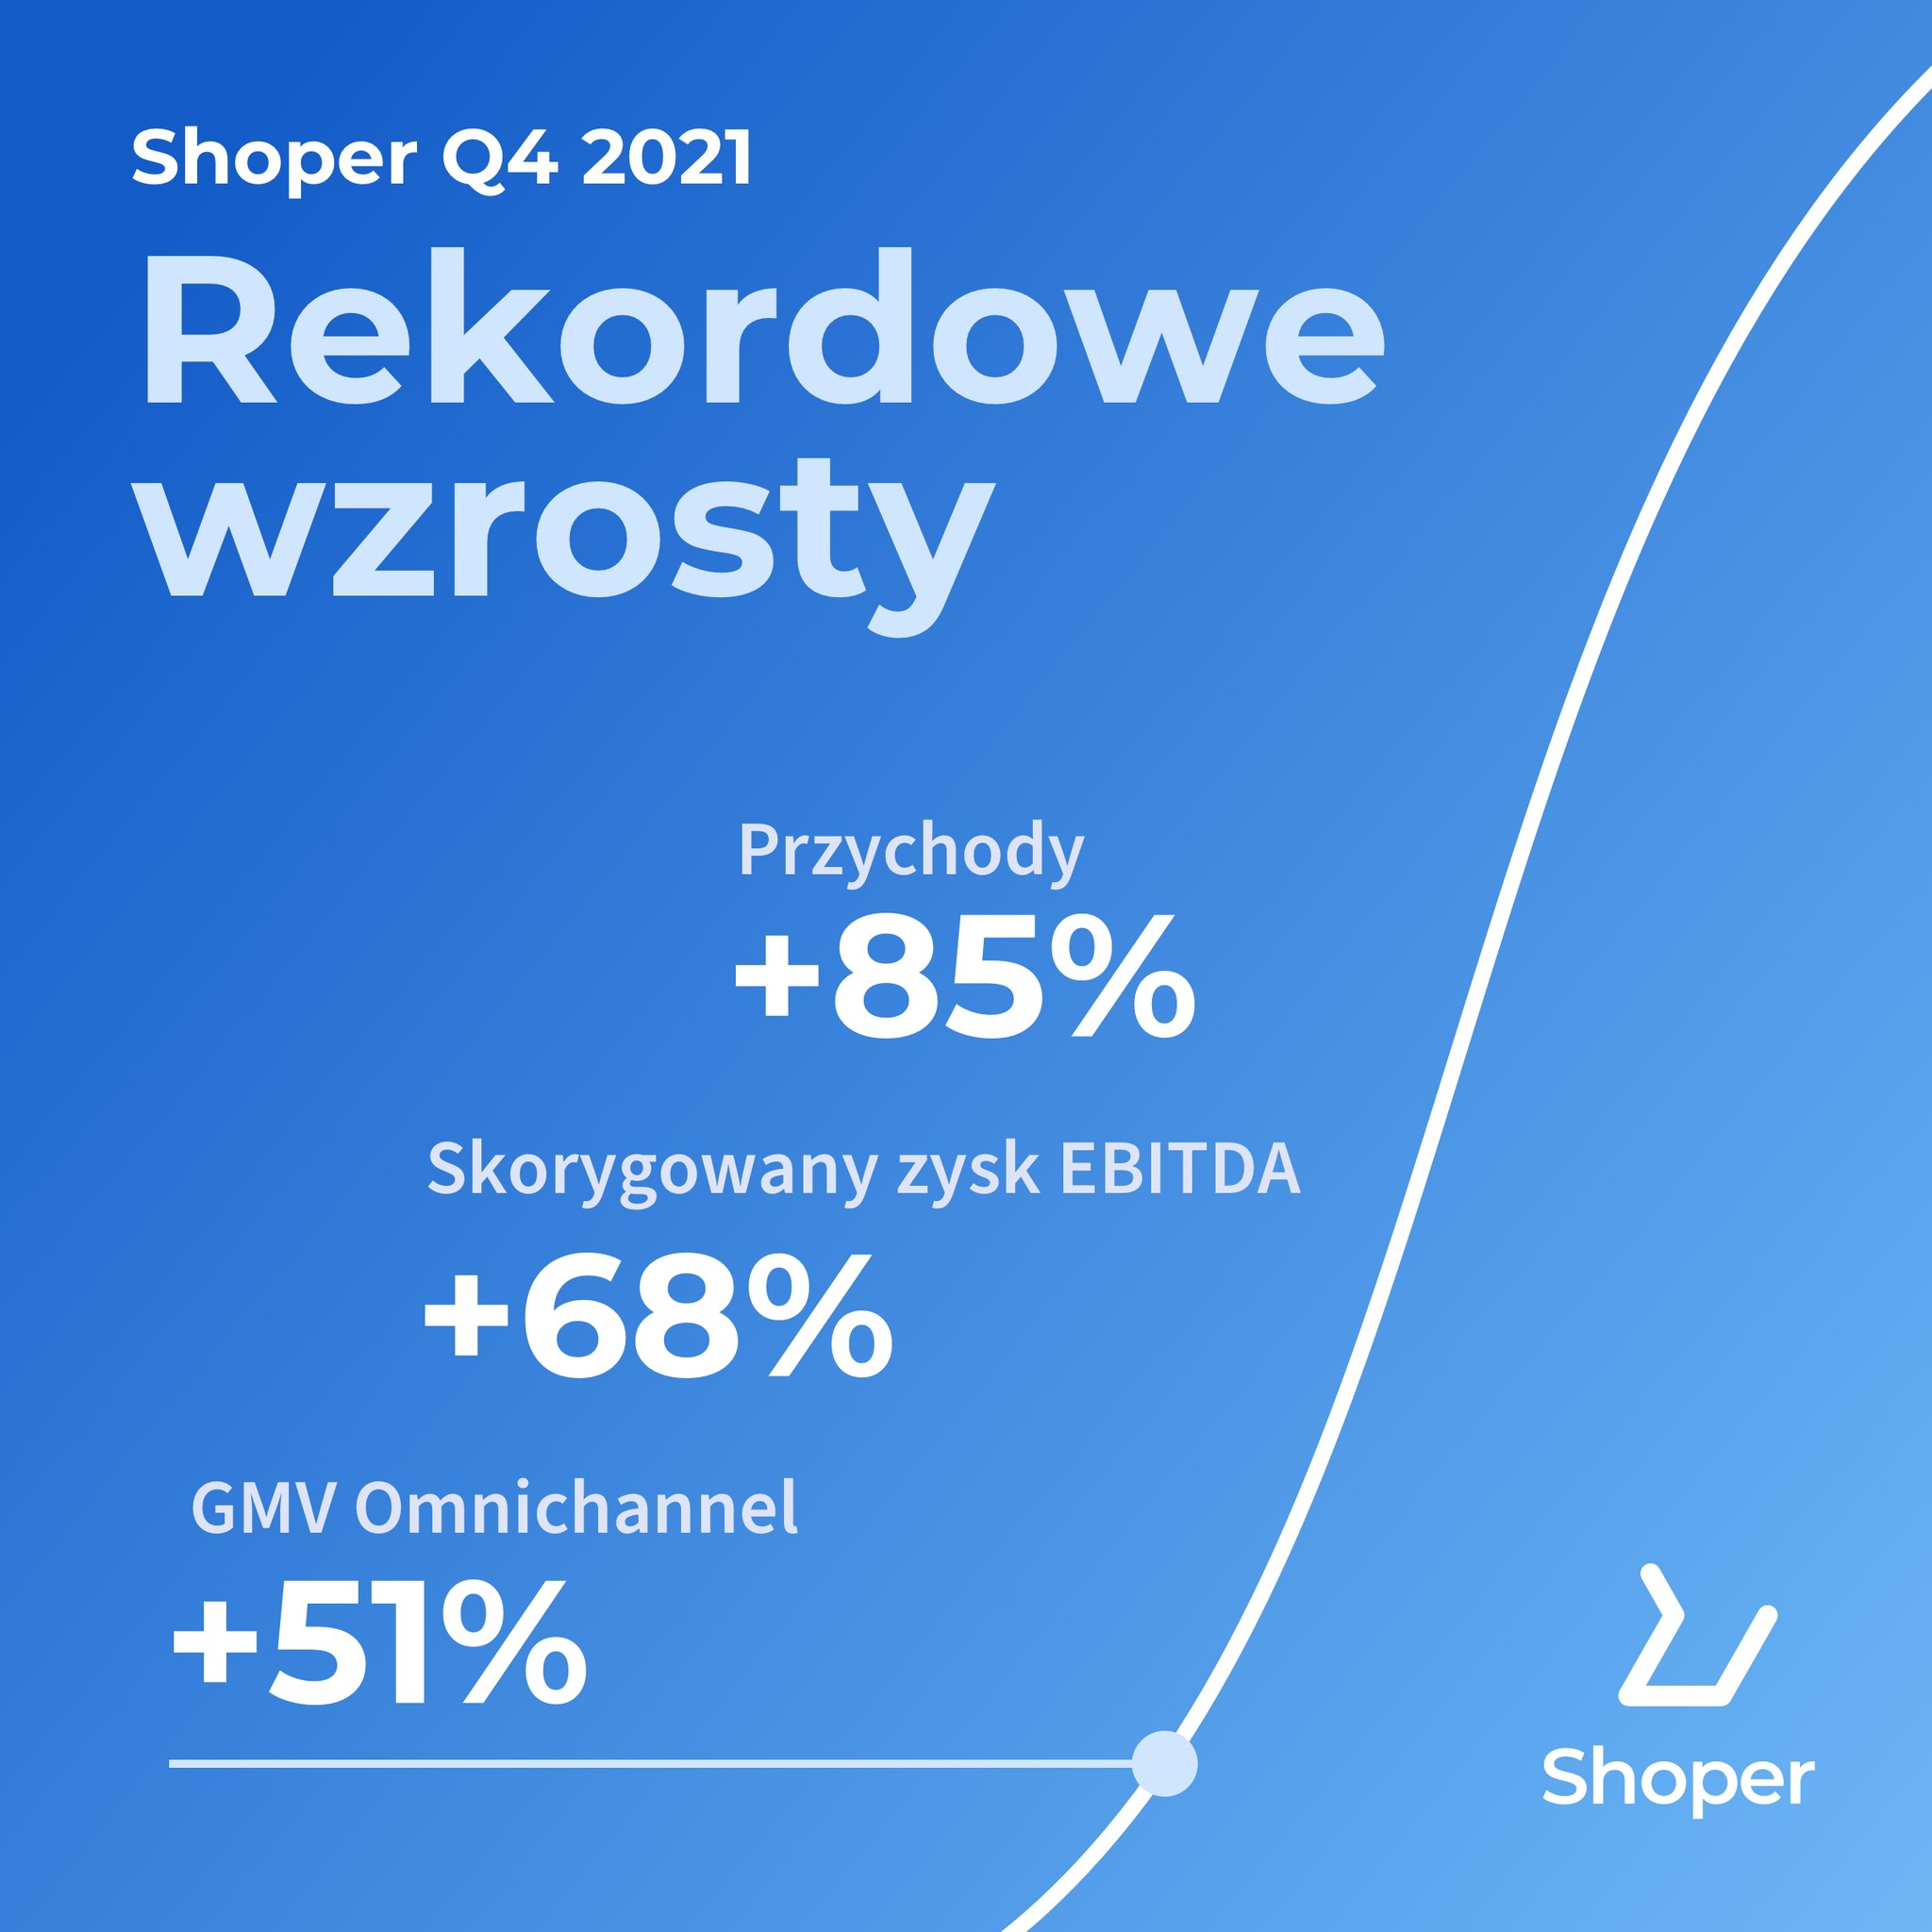 Shoper Q4 2021
Rekordowe
wzrosty
Przychody
+85%
Skorygowany zysk EBITDA
+68%
GMV Omnichannel
+51%
Shoper